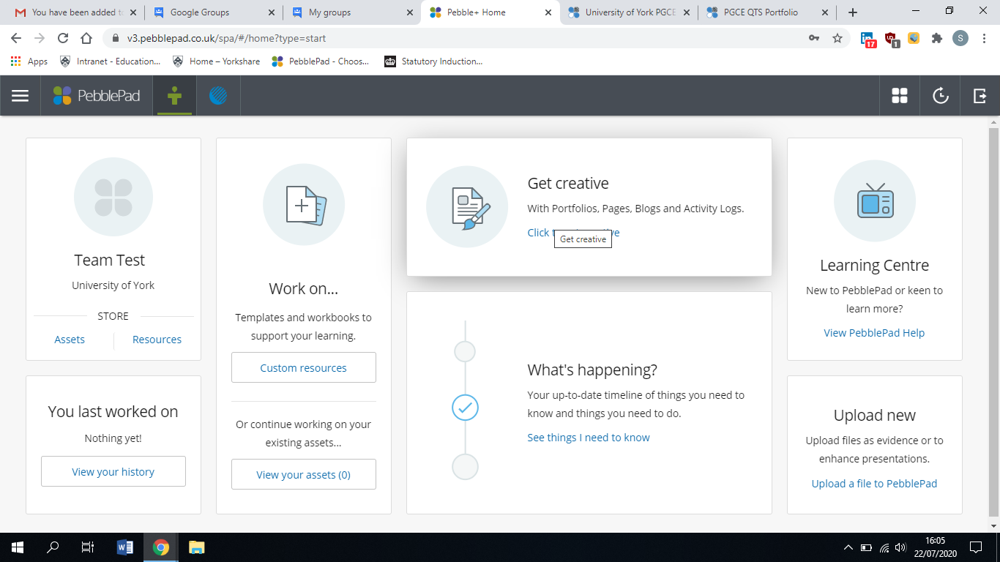 You have been added t
Google Groups
My groups
Pebble+ Home
University of York PGCE
PGCE QTS Portfolio
v3.pebblepad.co.uk/spa/#/home?type=start
17
1
S
Apps
Intranet - Education...
Home – Yorkshire
PebblePad - Choos...
Statutory Induction...
PebblePad
Team Test
University of York
STORE
Assets
Resources
You last worked on
Nothing yet!
View your history
Work on...
Templates and workbooks to
support your learning.
Custom resources
Or continue working on your
existing assets...
View your assets (0)
Get creative
With Portfolios, Pages, Blogs and Activity Logs.
Click
Get creative
What's happening?
Your up-to-date timeline of things you need to
know and things you need to do.
See things I need to know
Learning Centre
New to PebblePad or keen to
learn more?
View PebblePad Help
Upload new
Upload files as evidence or to
enhance presentations.
Upload a file to PebblePad
16:05
22/07/2020